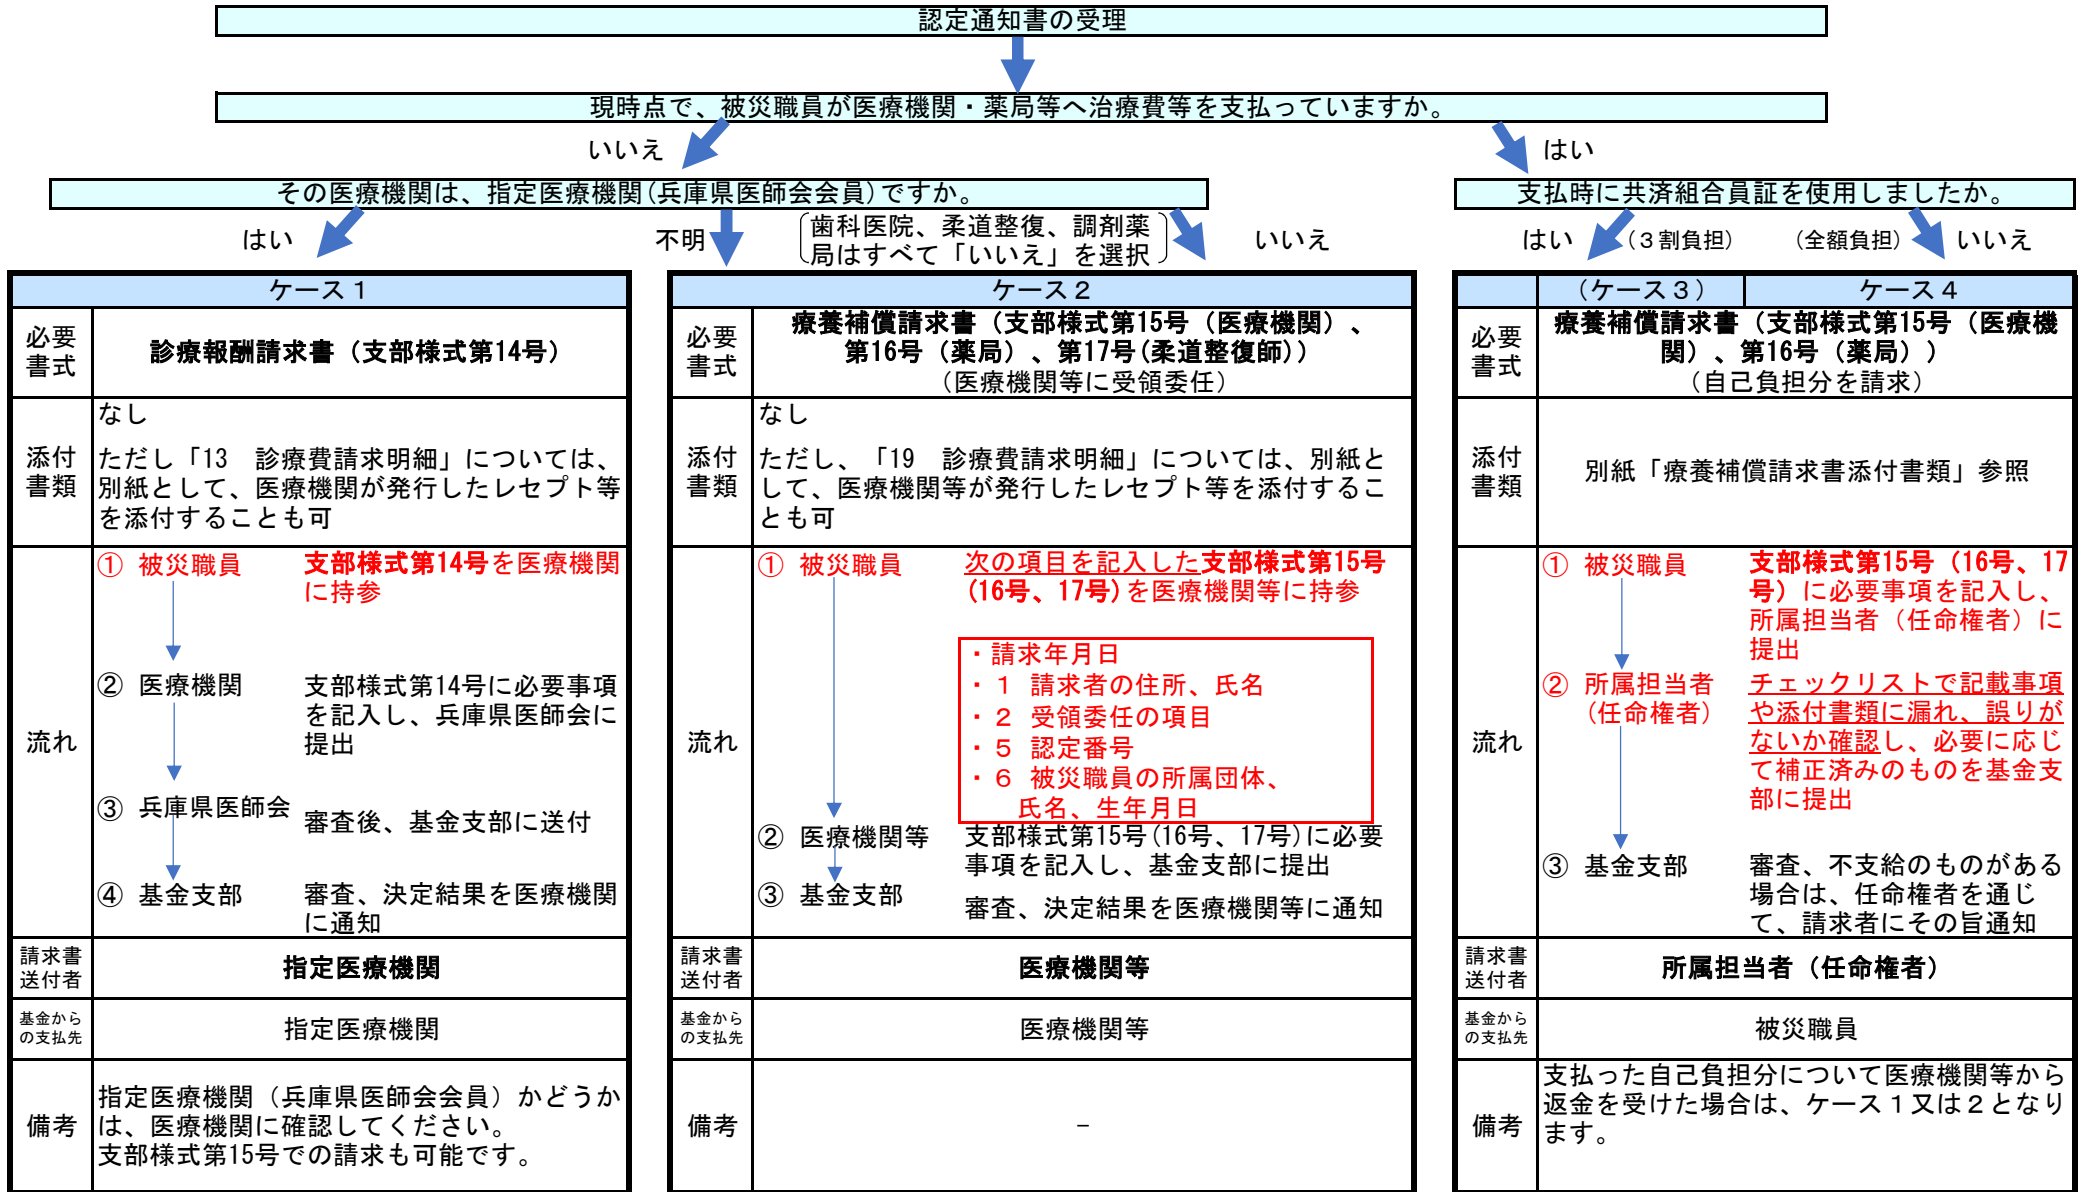 認定通知書の受理
現時点で、被災職員が医療機関・薬局等へ治療費等を支払っていますか。
いいえ
はい
その医療機関は、指定医療機関(兵庫県医師会会員)ですか。
支払時に共済組合員証を使用しましたか。
はい
不明
歯科医院、柔道整復、調剤薬
局はすべて「いいえ」を選択
いいえ
はい
(３割負担)
(全額負担)
いいえ
ケース１
必要
書式
診療報酬請求書（支部様式第14号）
添付
書類
なし
ただし「13　診療費請求明細」については、
別紙として、医療機関が発行したレセプト等
を添付することも可
流れ
① 被災職員
支部様式第14号を医療機関
に持参
② 医療機関
支部様式第14号に必要事項
を記入し、兵庫県医師会に
提出
③ 兵庫県医師会
審査後、基金支部に送付
④ 基金支部
審査、決定結果を医療機関
に通知
請求書
送付者
指定医療機関
基金から
の支払先
指定医療機関
備考
指定医療機関（兵庫県医師会会員）かどうか
は、医療機関に確認してください。
支部様式第15号での請求も可能です。
ケース２
必要
書式
療養補償請求書（支部様式第15号（医療機関）、
第16号（薬局）、第17号(柔道整復師)）
（医療機関等に受領委任）
添付
書類
なし
ただし、「19　診療費請求明細」については、別紙と
して、医療機関等が発行したレセプト等を添付するこ
とも可
流れ
① 被災職員
次の項目を記入した支部様式第15号
(16号、17号)を医療機関等に持参
・請求年月日
・１ 請求者の住所、氏名
・２ 受領委任の項目
・５ 認定番号
・６ 被災職員の所属団体、
氏名、生年月日
② 医療機関等
支部様式第15号(16号、17号)に必要
事項を記入し、基金支部に提出
③ 基金支部
審査、決定結果を医療機関等に通知
請求書
送付者
医療機関等
基金から
の支払先
医療機関等
備考
－
（ケース３）
ケース４
必要
書式
療養補償請求書（支部様式第15号（医療機
関）、第16号（薬局））
（自己負担分を請求）
添付
書類
別紙「療養補償請求書添付書類」参照
流れ
① 被災職員
支部様式第15号（16号、17
号）に必要事項を記入し、
所属担当者（任命権者）に
提出
② 所属担当者
（任命権者）
チェックリストで記載事項
や添付書類に漏れ、誤りが
ないか確認し、必要に応じ
て補正済みのものを基金支
部に提出
③ 基金支部
審査、不支給のものがある
場合は、任命権者を通じ
て、請求者にその旨通知
請求書
送付者
所属担当者（任命権者）
基金から
の支払先
被災職員
備考
支払った自己負担分について医療機関等から
返金を受けた場合は、ケース１又は２となり
ます。